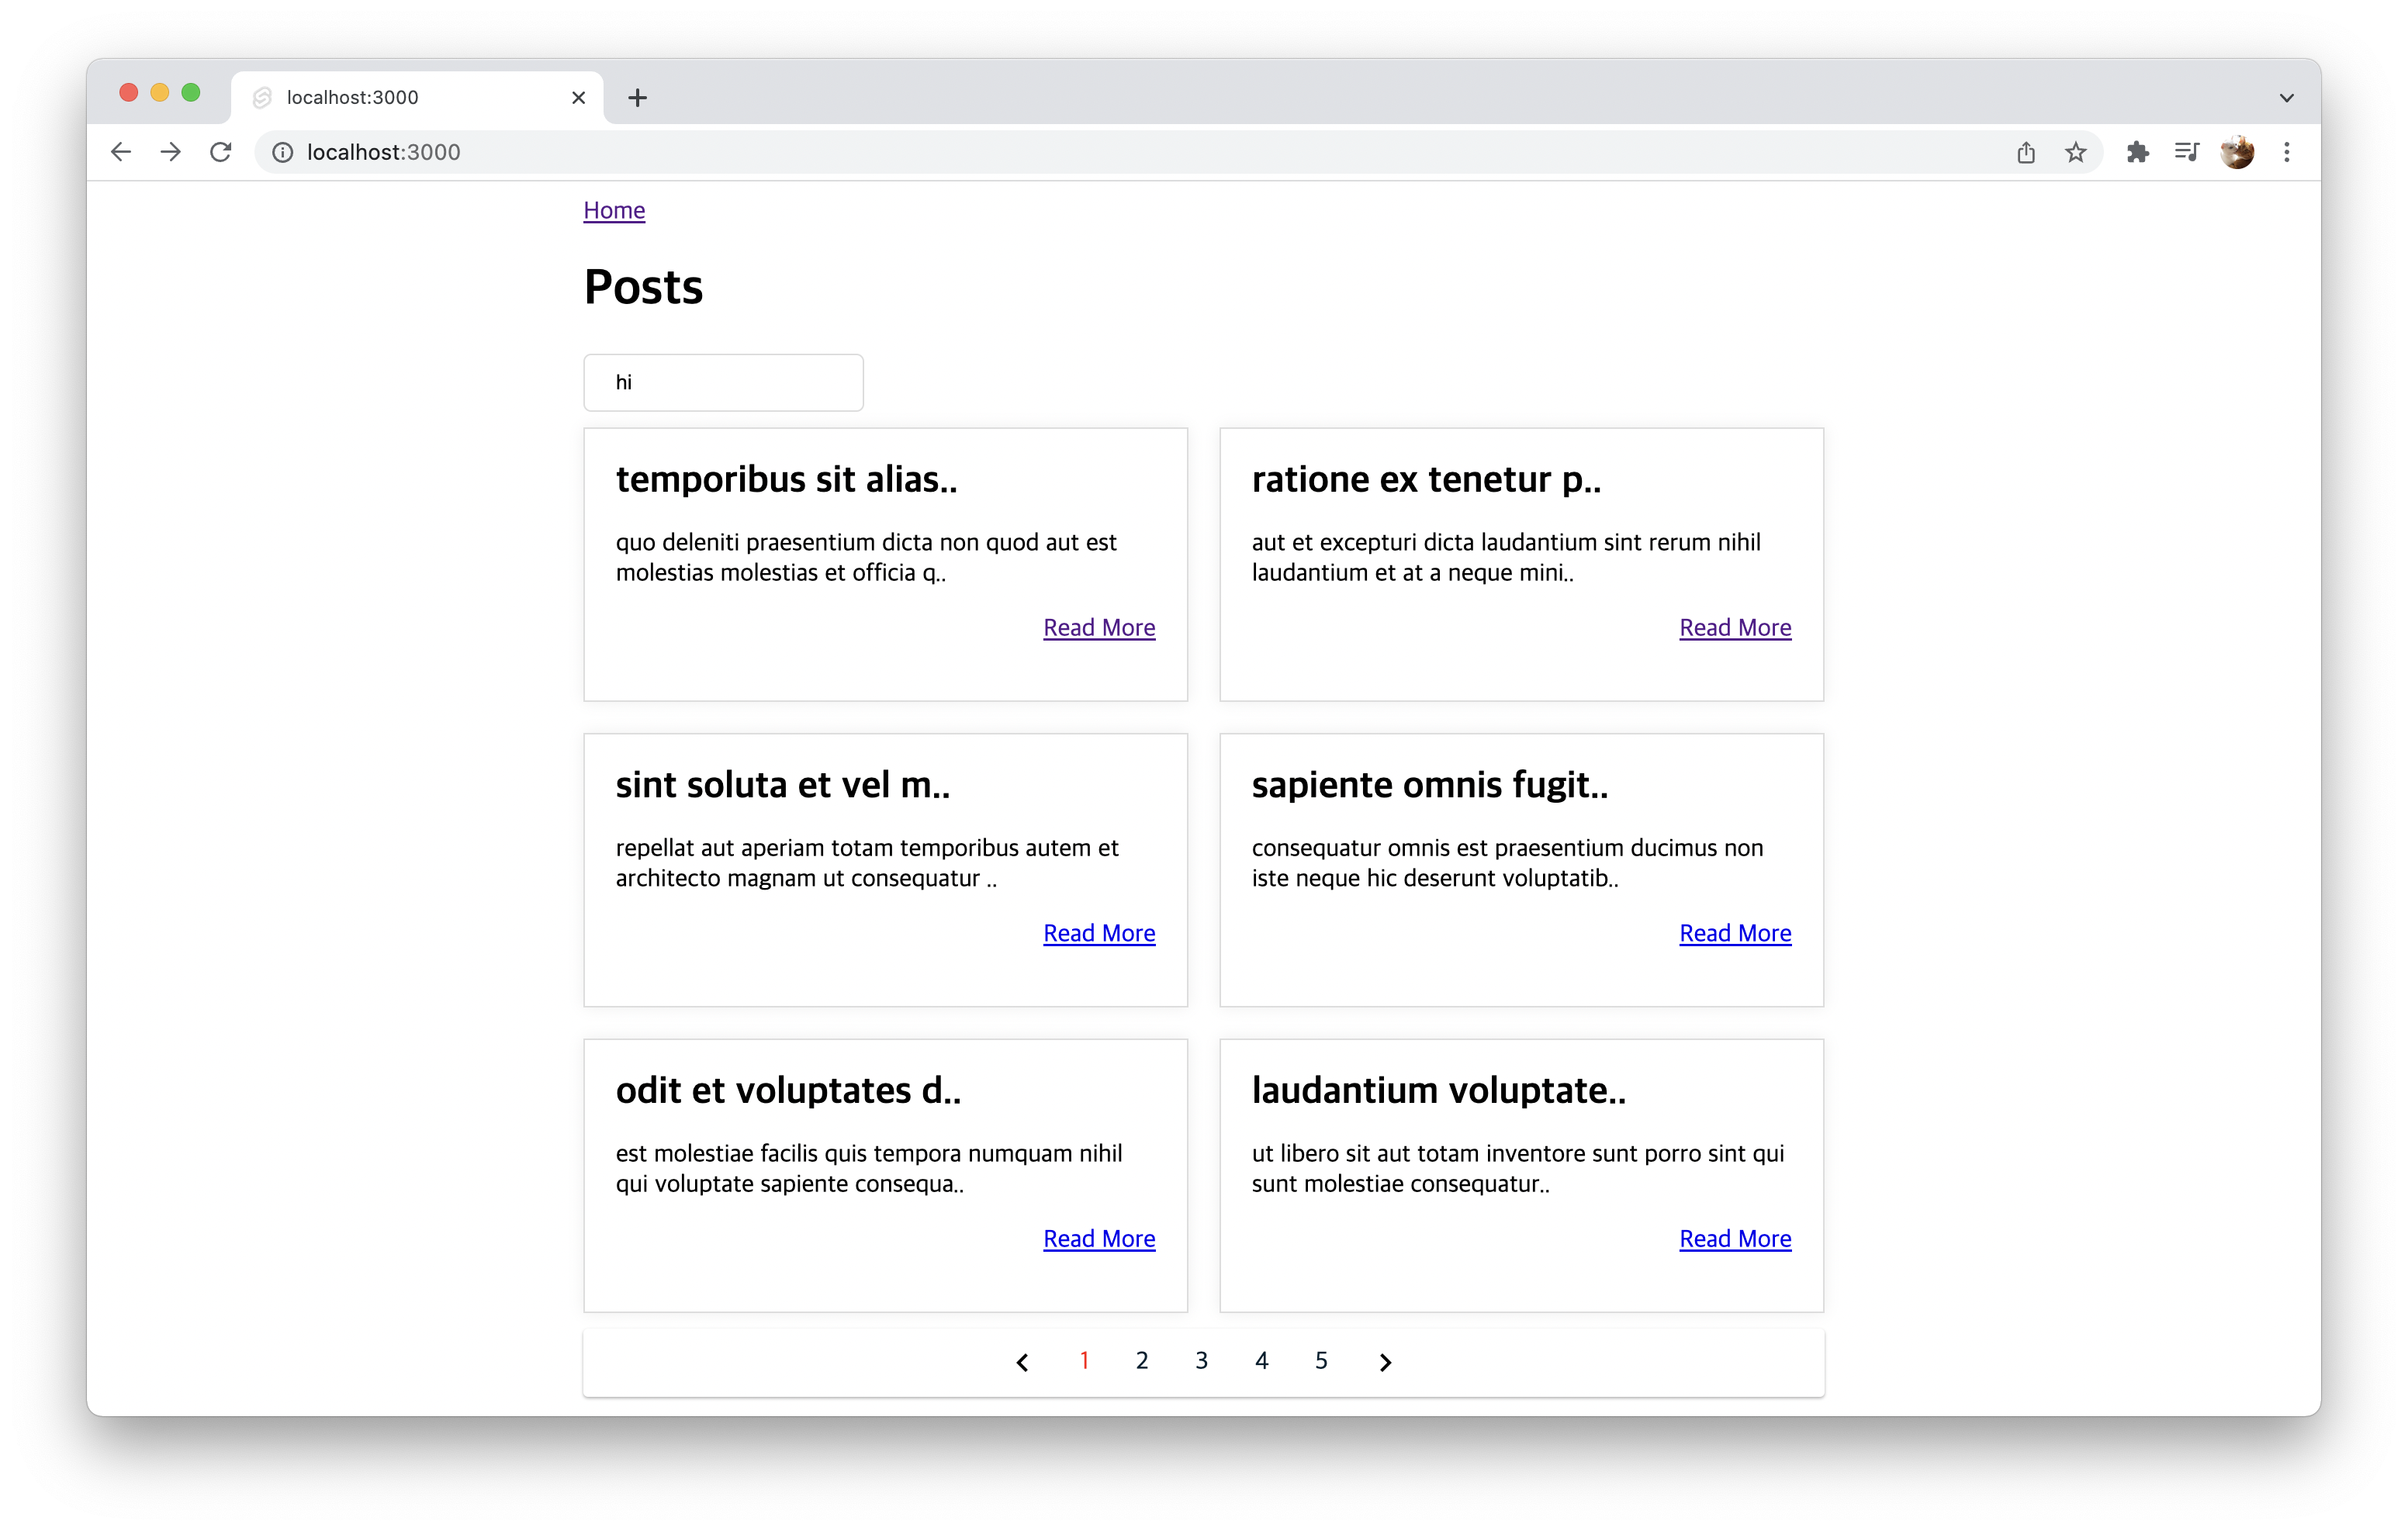 localhost:3000
localhost:3000
Home
Posts
hi
temporibus sit alias..
quo deleniti praesentium dicta non quod aut est
molestias molestias et officia q..
Read More
ratione ex tenetur p..
aut et excepturi dicta laudantium sint rerum nihil
laudantium et at a neque mini..
Read More
sint soluta et vel m..
repellat aut aperiam totam temporibus autem et
architecto magnam ut consequatur ..
Read More
sapiente omnis fugit..
consequatur omnis est praesentium ducimus non
iste neque hic deserunt voluptatib..
Read More
odit et voluptates d..
est molestiae facilis quis tempora numquam nihil
qui voluptate sapiente consequa..
Read More
laudantium voluptate..
ut libero sit aut totam inventore sunt porro sint qui
sunt molestiae consequatur..
Read More
1 2 3 4 5